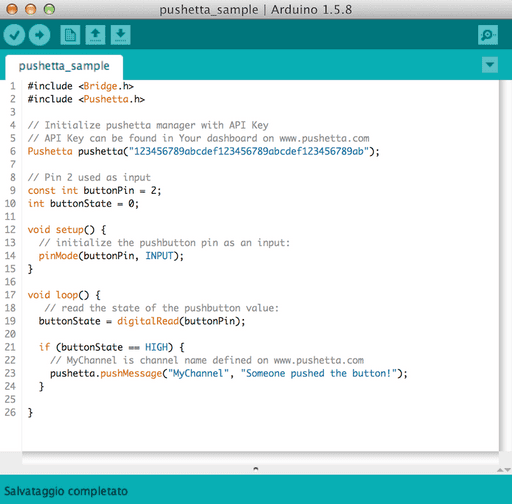 pushetta_sample | Arduino 1.5.8
pushetta_sample
1 #include <Bridge.h>
2 #include <Pushetta.h>
3
4 // Initialize pushetta manager with API Key
5 // API Key can be found in Your dashboard on www.pushetta.com
6 Pushetta pushetta("123456789abcdef123456789abcdef123456789ab");
7
8 // Pin 2 used as input
9 const int buttonPin = 2;
10 int buttonState = 0;
11
12 void setup() {
13   // initialize the pushbutton pin as an input:
14   pinMode(buttonPin, INPUT);
15 }
16
17 void loop() {
18    // read the state of the pushbutton value:
19   buttonState = digitalRead(buttonPin);
20
21   if (buttonState == HIGH) {
22     // MyChannel is channel name defined on www.pushetta.com
23     pushetta.pushMessage("MyChannel", "Someone pushed the button!");
24   }
25
26 }
Salvataggio completato